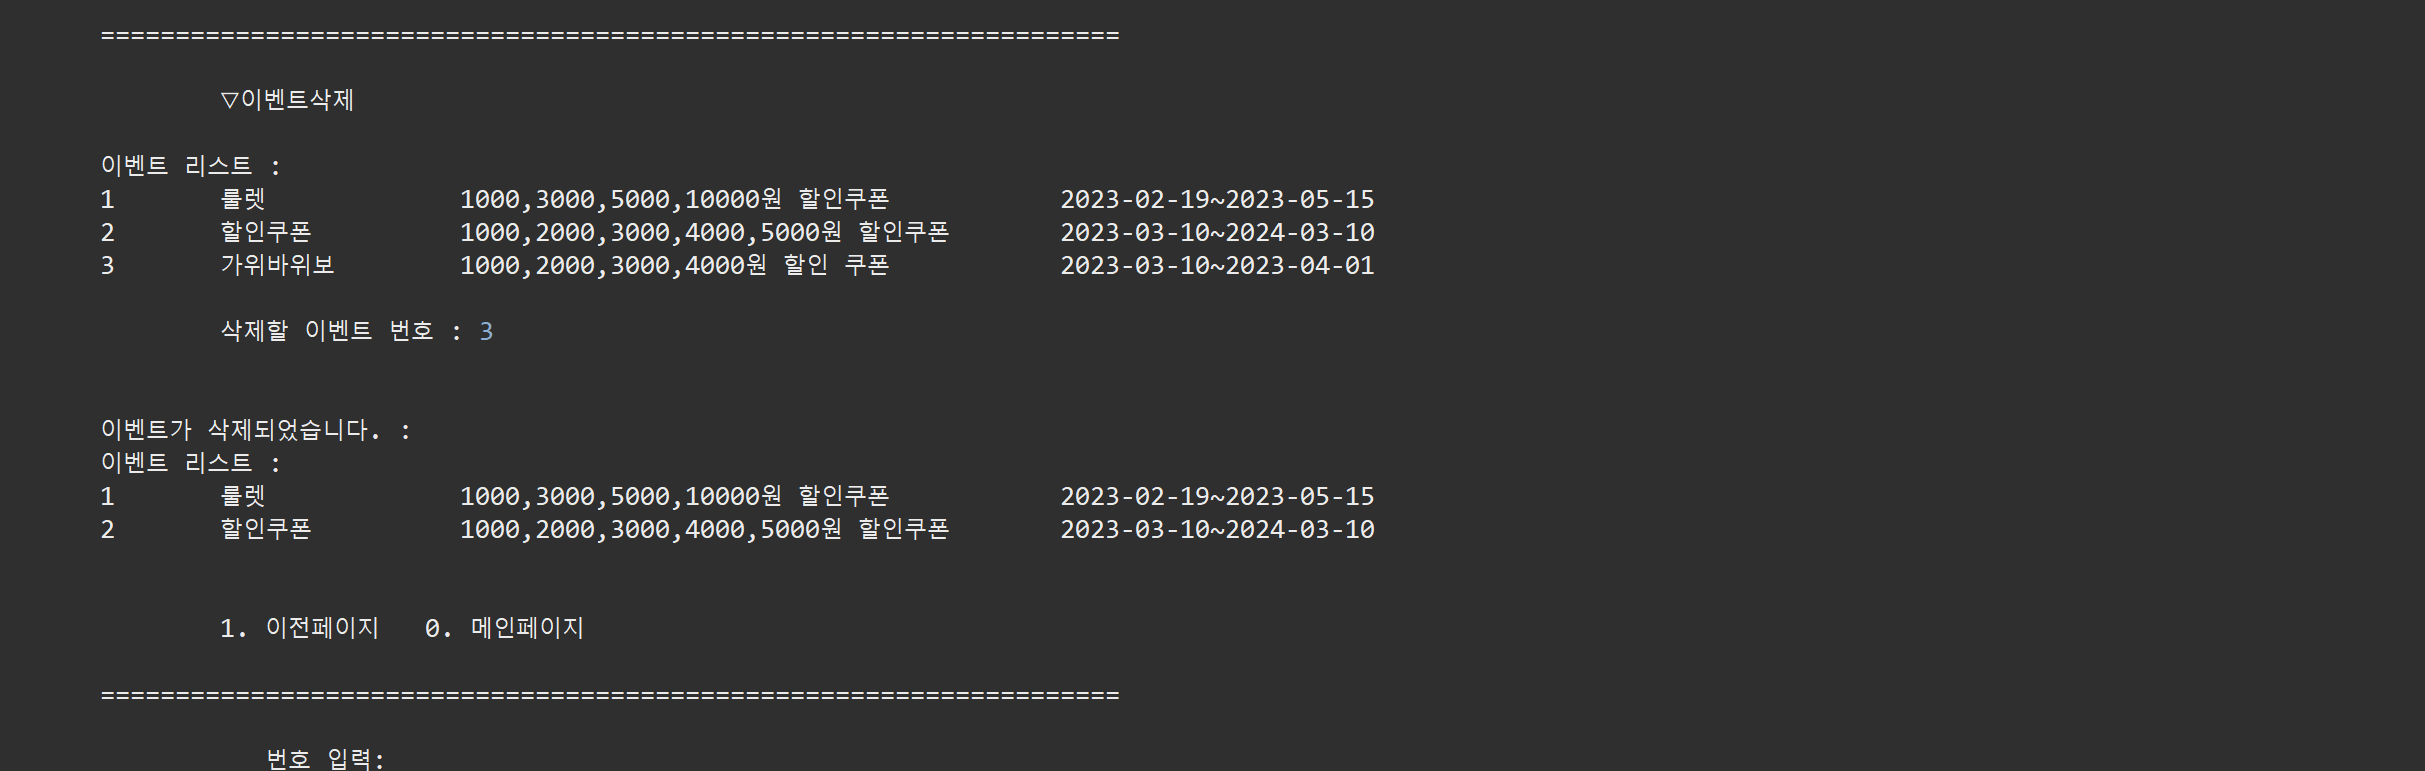 ====================================================================
▽이벤트삭제
이벤트 리스트 :
1 룰렛 1000,3000,5000,10000원 할인쿠폰 2023-02-19~2023-05-15
2 할인쿠폰 1000,2000,3000,4000,5000원 할인쿠폰 2023-03-10~2024-03-10
3 가위바위보 1000,2000,3000,4000원 할인 쿠폰 2023-03-10~2023-04-01
삭제할 이벤트 번호 : 3
이벤트가 삭제되었습니다. :
이벤트 리스트 :
1 룰렛 1000,3000,5000,10000원 할인쿠폰 2023-02-19~2023-05-15
2 할인쿠폰 1000,2000,3000,4000,5000원 할인쿠폰 2023-03-10~2024-03-10
1. 이전페이지 0. 메인페이지
====================================================================
번호 입력: